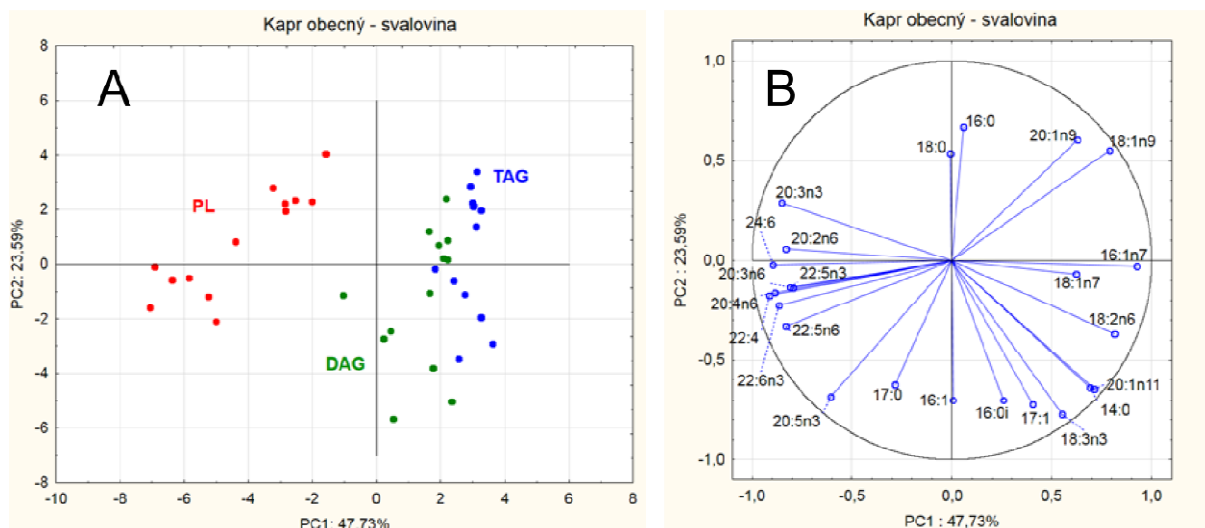 Kapr obecný - svalovina
A
8
6
4
2
0
-2
-4
-6
-8
PC2: 23,59%
PL
TAG
DAG
-10
-8
-6
-4
-2
0
2
4
6
8
PC1: 47,73%
Kapr obecný - svalovina
B
1,0
0,5
0,0
-0,5
-1,0
PC2 : 23,59%
16:0
18:0
20:1n9
18:1n9
20:3n3
24:6
20:2n6
16:1n7
20:3n6
22:5n3
18:1n7
20:4n6
22:4
22:5n6
18:2n6
22:6n3
20:5n3
17:0
16:1
16:0i
17:1
20:1n11
14:0
18:3n3
-1,0
-0,5
0,0
0,5
1,0
PC1 : 47,73%